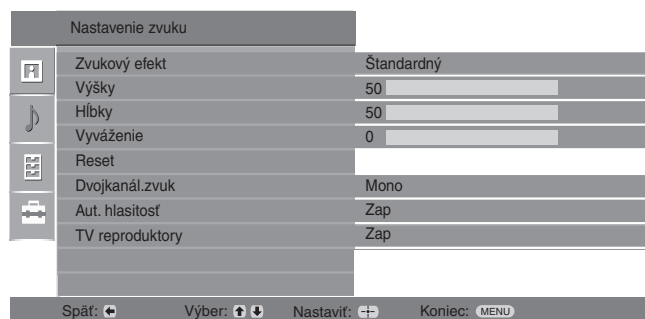 Nastavenie zvuku
Zvukový efekt Štandardný
Výšky 50
Hĺbky 50
Vyváženie 0
Reset
Dvojkanál.zvuk Mono
Aut. hlasitosť Zap
TV reproduktory Zap
Späť: Výber: Nastaviť: Koniec: MENU